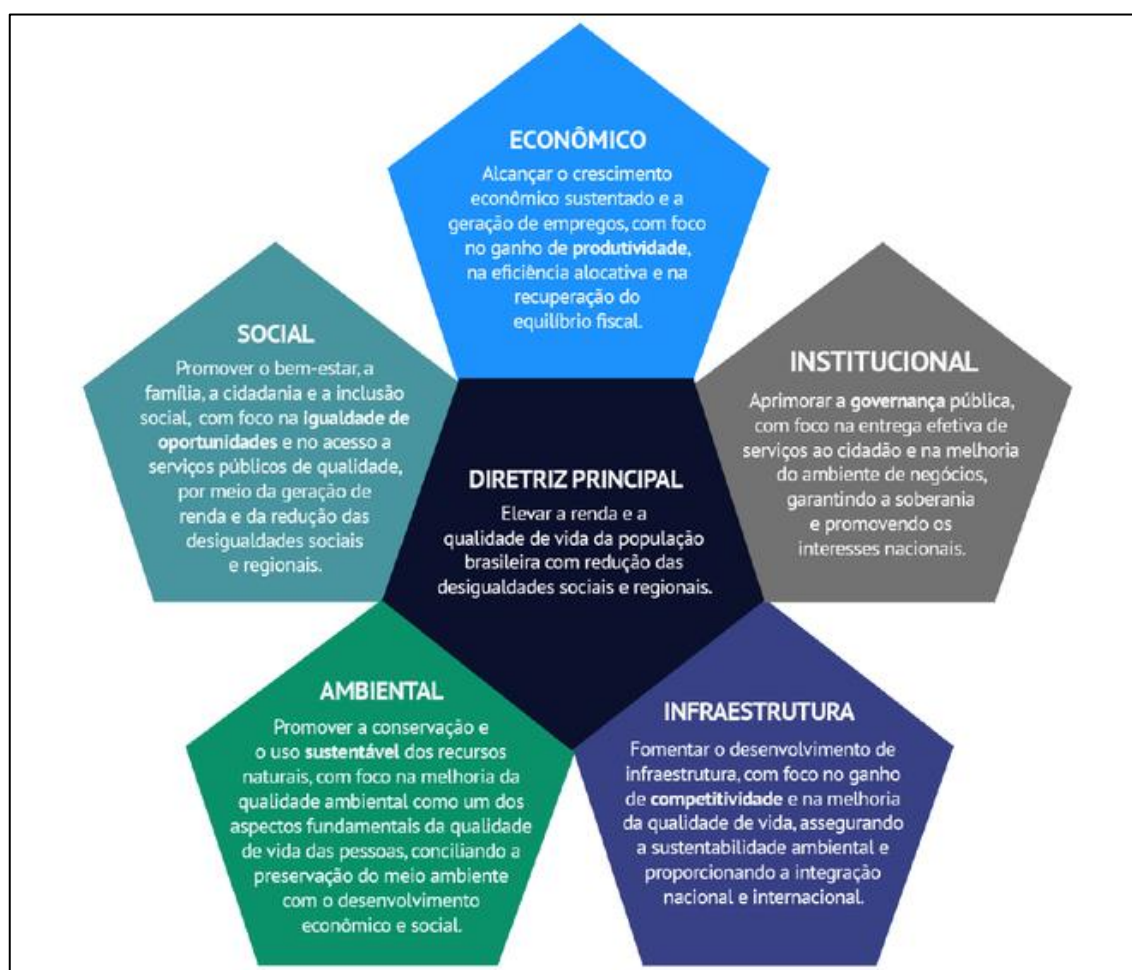 ECONÔMICO
Alcançar o crescimento
econômico sustentado e a
geração de empregos, com foco
no ganho de produtividade,
na eficiência alocativa e na
recuperação do
equilíbrio fiscal.
SOCIAL
Promover o bem-estar, a
família, a cidadania e a inclusão
social, com foco na igualdade de
oportunidades e no acesso a
serviços públicos de qualidade,
por meio da geração de
renda e da redução das
desigualdades sociais
e regionais.
INSTITUCIONAL
Aprimorar a governança pública,
com foco na entrega efetiva de
serviços ao cidadão e na melhoria
do ambiente de negócios,
garantindo a soberania
e promovendo os
interesses nacionais.
DIRETRIZ PRINCIPAL
Elevar a renda e a
qualidade de vida da população
brasileira com redução das
desigualdades sociais e regionais.
AMBIENTAL
Promover a conservação e
o uso sustentável dos recursos
naturais, com foco na melhoria da
qualidade ambiental como um dos
aspectos fundamentais da qualidade
de vida das pessoas, conciliando a
preservação do meio ambiente
com o desenvolvimento
econômico e social.
INFRAESTRUTURA
Fomentar o desenvolvimento de
infraestrutura, com foco no ganho
de competitividade e na melhoria
da qualidade de vida, assegurando
a sustentabilidade ambiental e
proporcionando a integração
nacional e internacional.